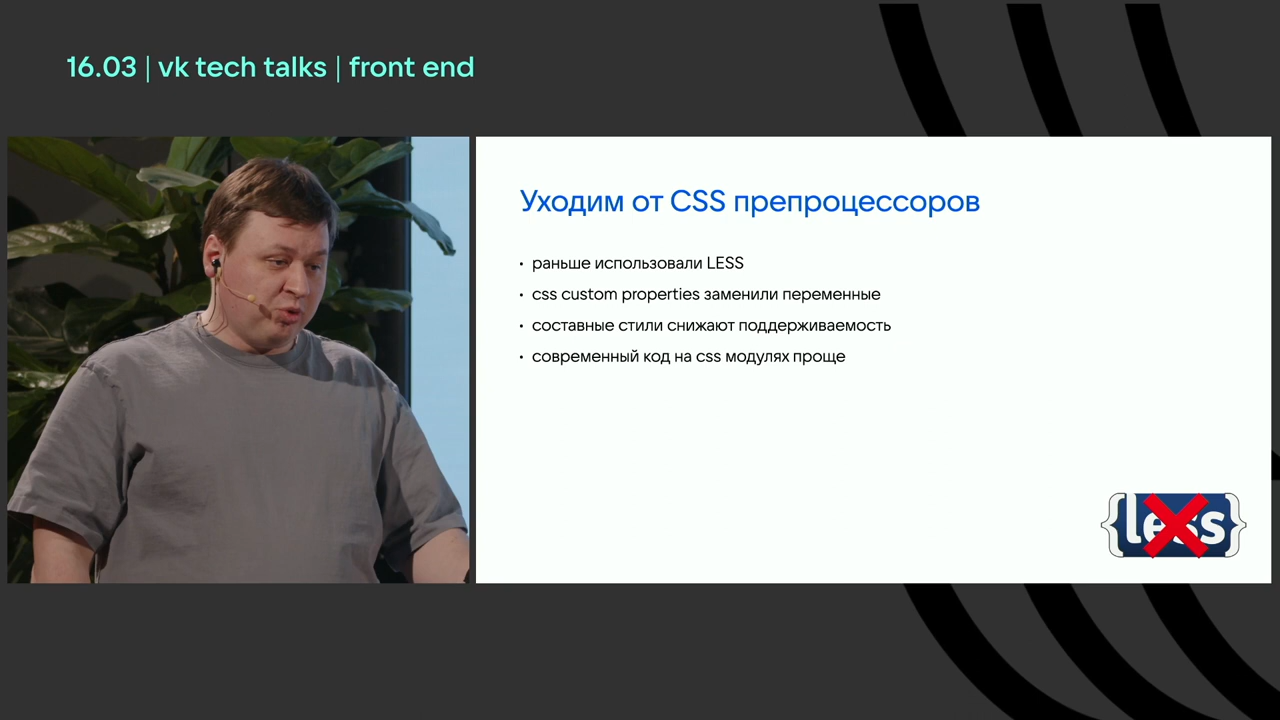 16.03 | vk tech talks | front end
Уходим от CSS препроцессоров
• раньше использовали LESS
• css custom properties заменили переменные
• составные стили снижают поддерживаемость
• современный код на css модулях проще
{less}